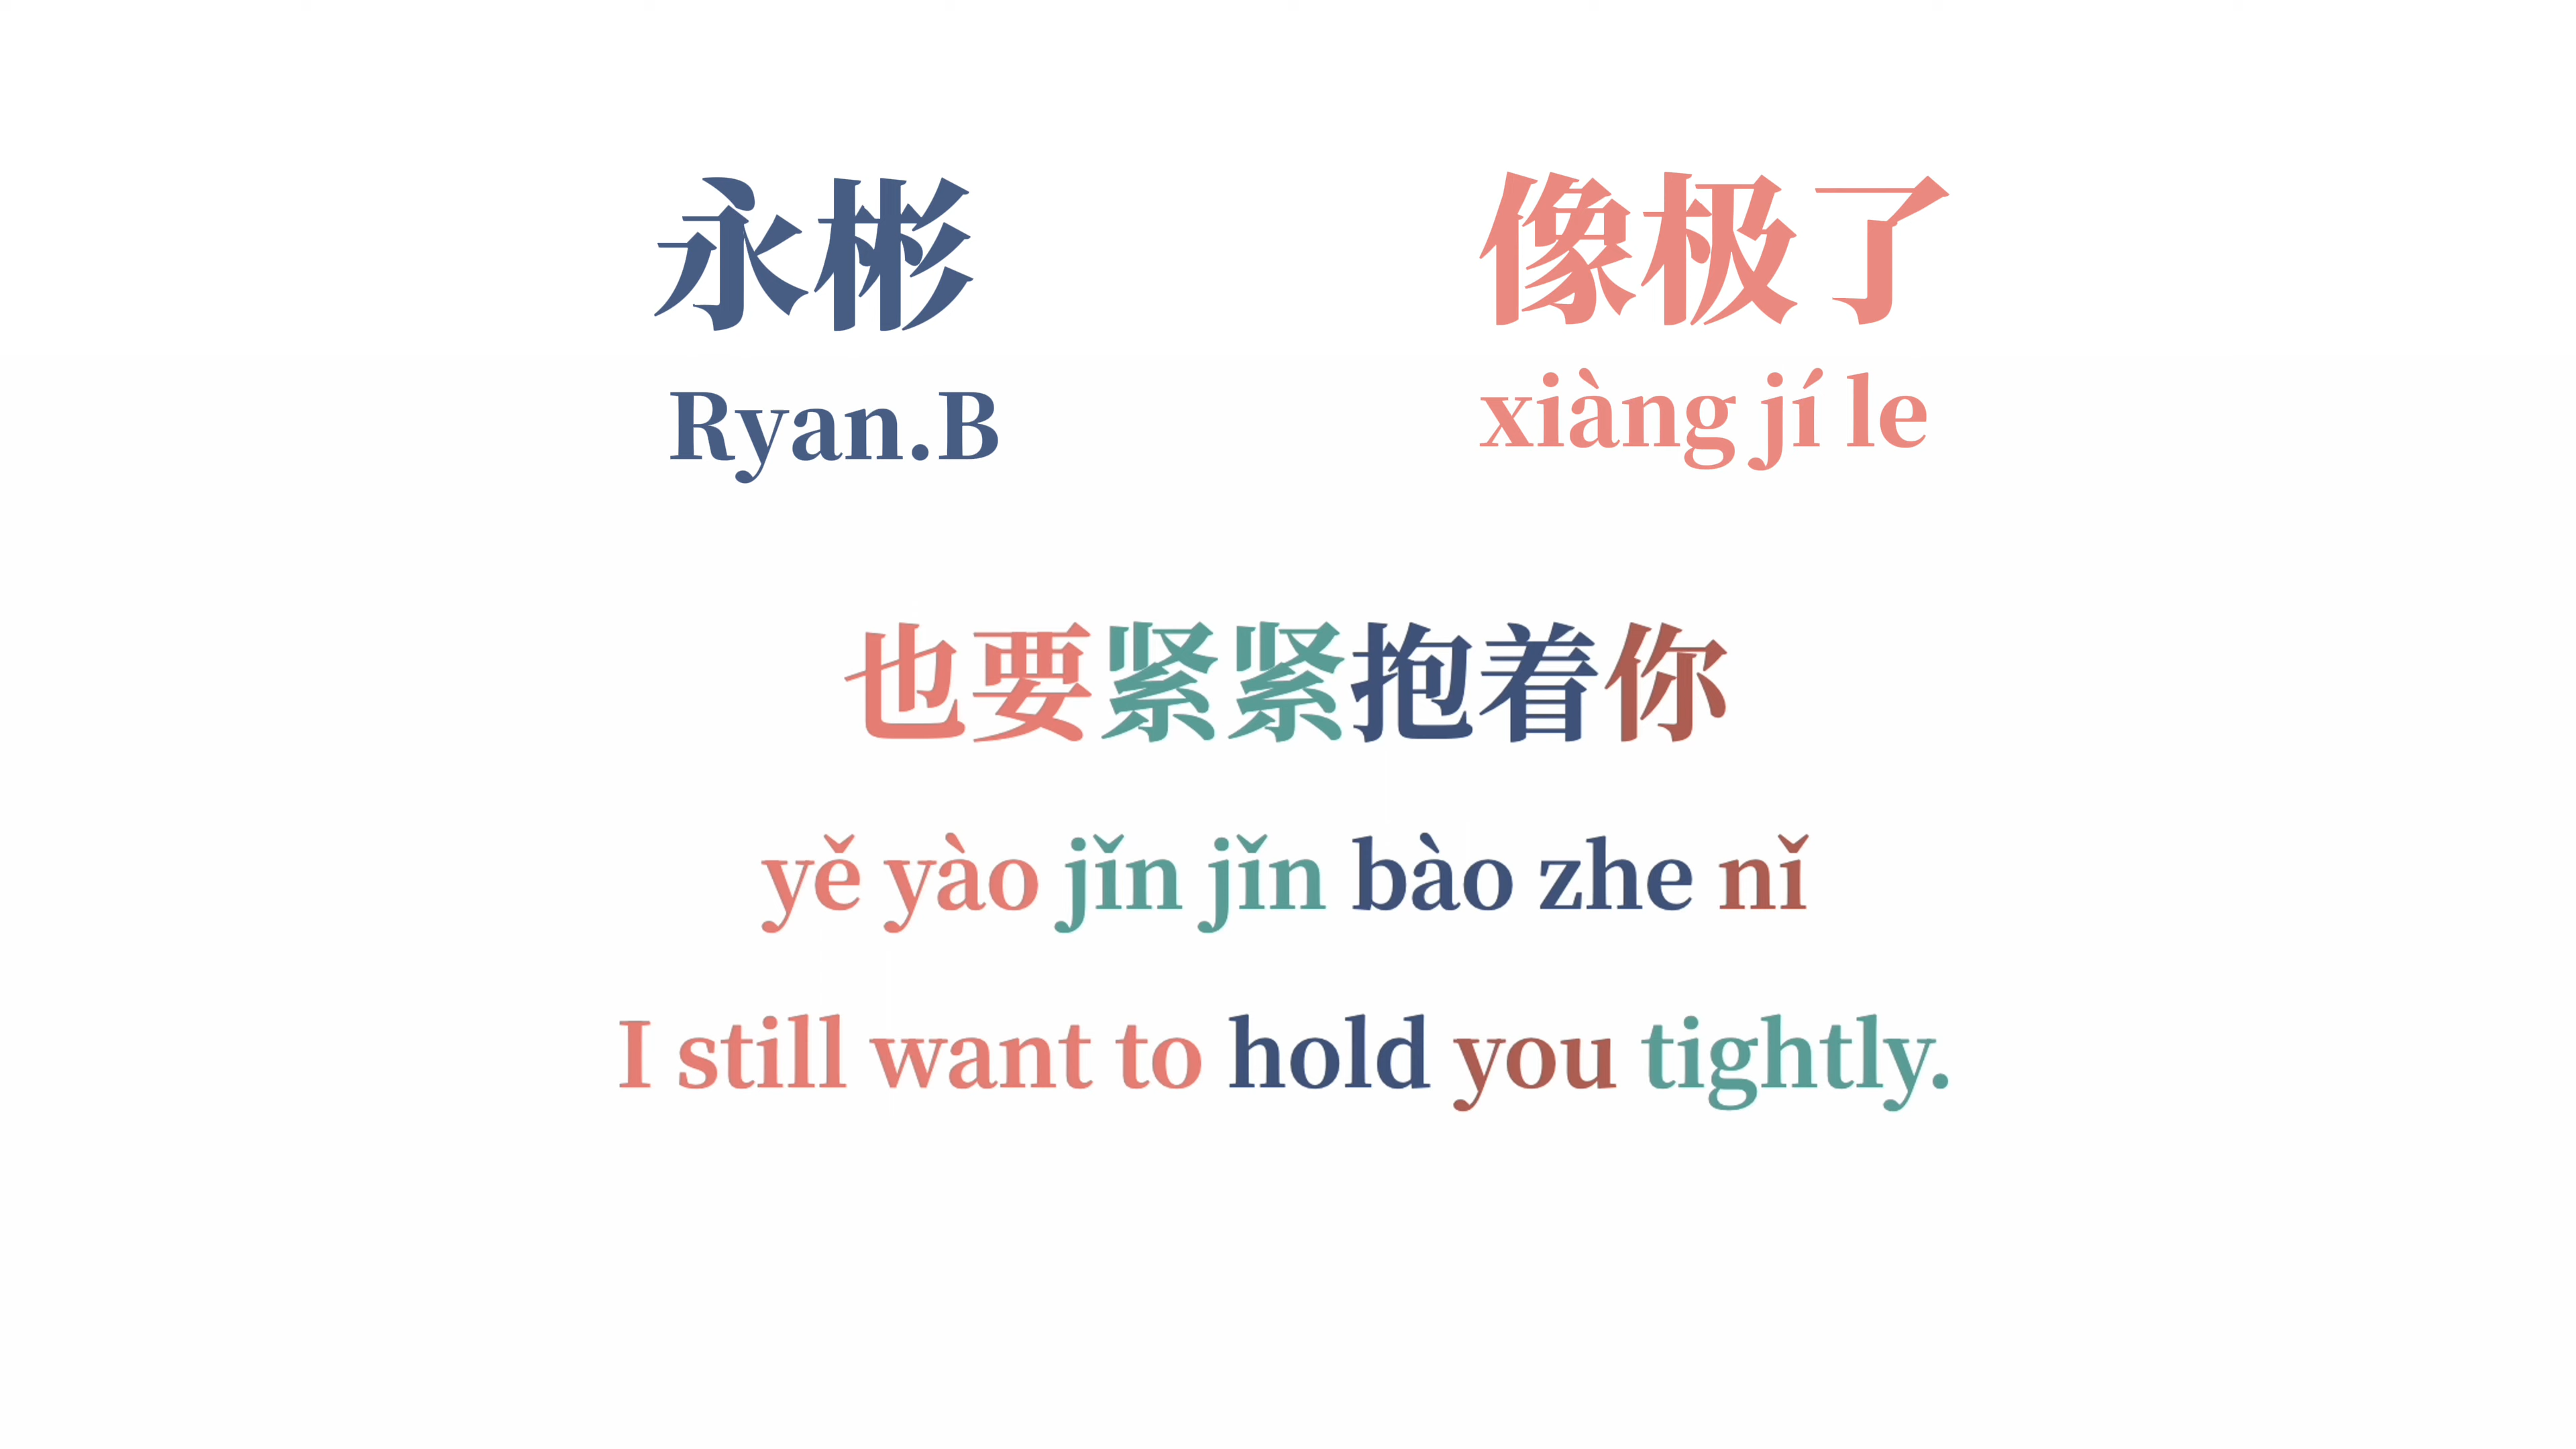 永彬 像极了
Ryan.B xiàng jí le
也要紧紧抱着你
yě yào jǐn jǐn bào zhe nǐ
I still want to hold you tightly.